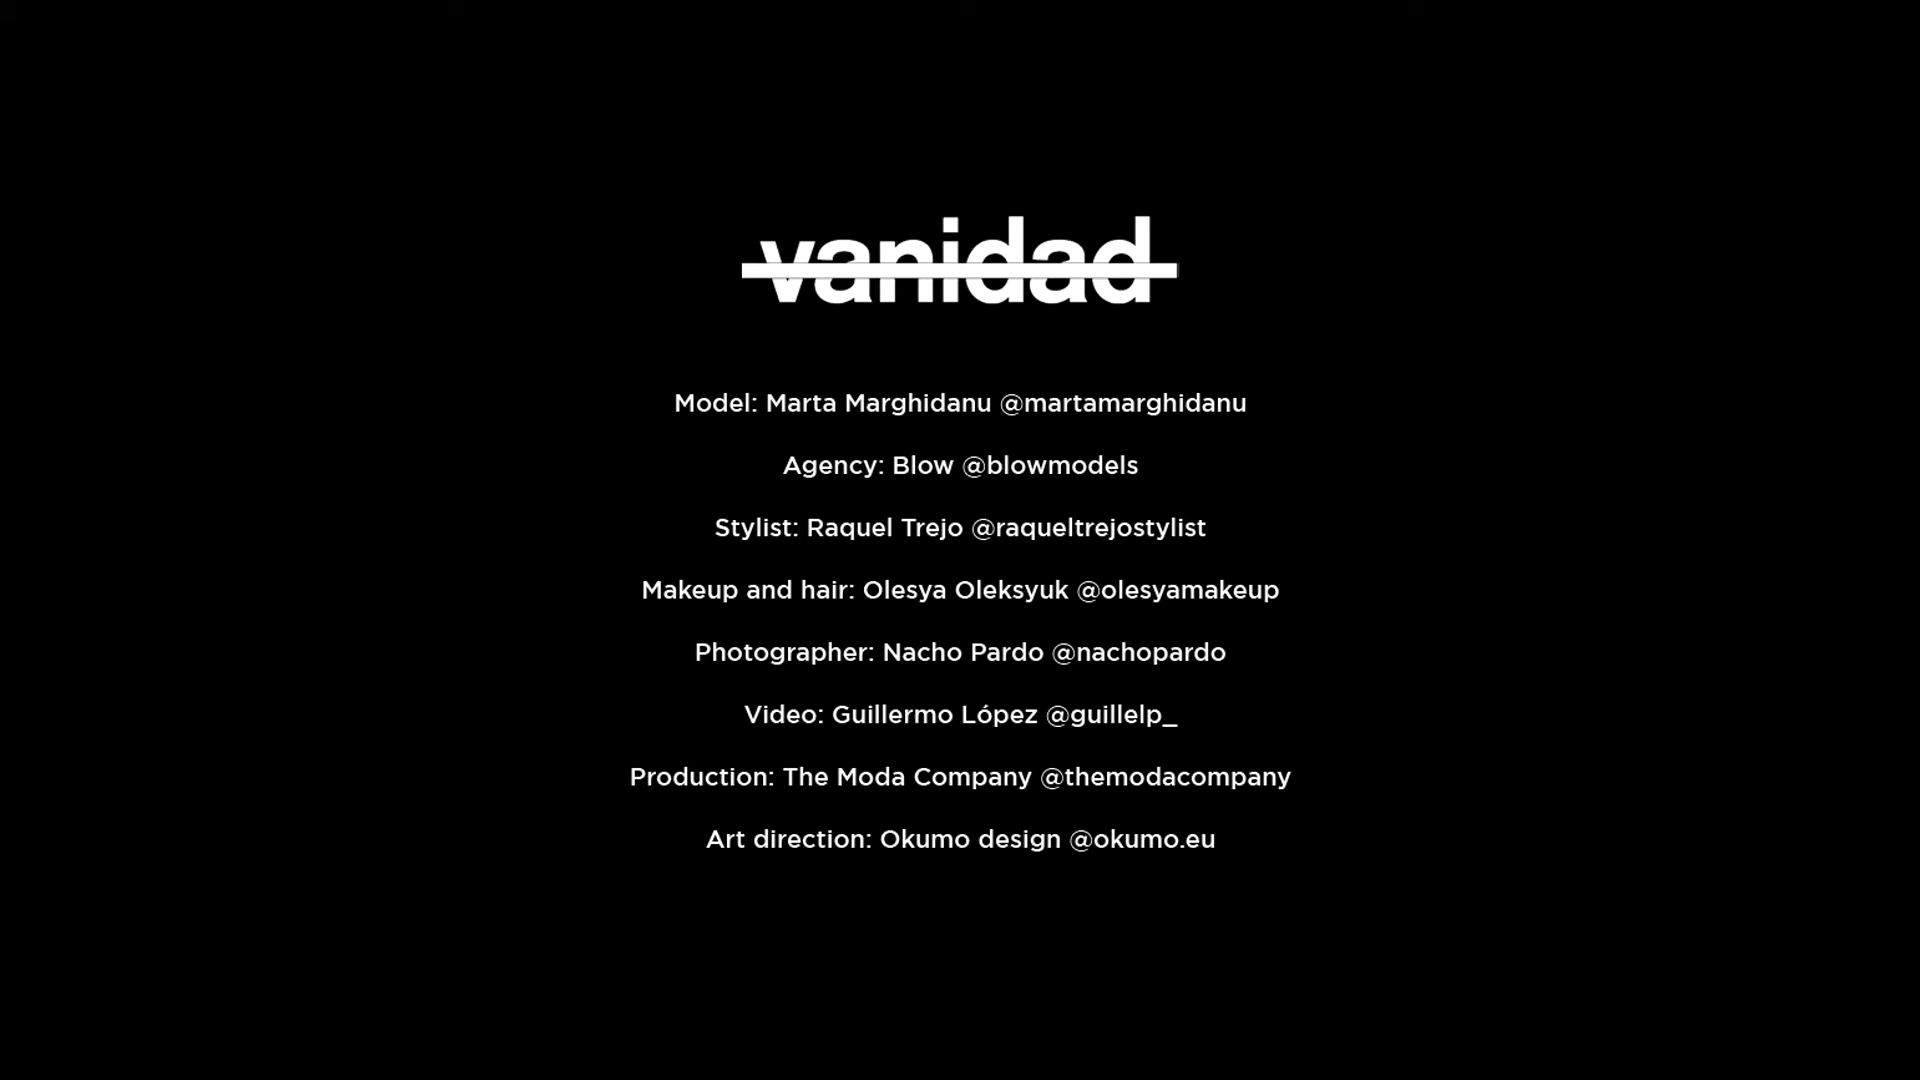 vanidad
Model: Marta Marghidanu @martamarghidanu
Agency: Blow @blowmodels
Stylist: Raquel Trejo @raqueltrejostylist
Makeup and hair: Olesya Oleksyuk @olesyamakeup
Photographer: Nacho Pardo @nachopardo
Video: Guillermo López @guillelp_
Production: The Moda Company @themodacompany
Art direction: Okumo design @okumo.eu